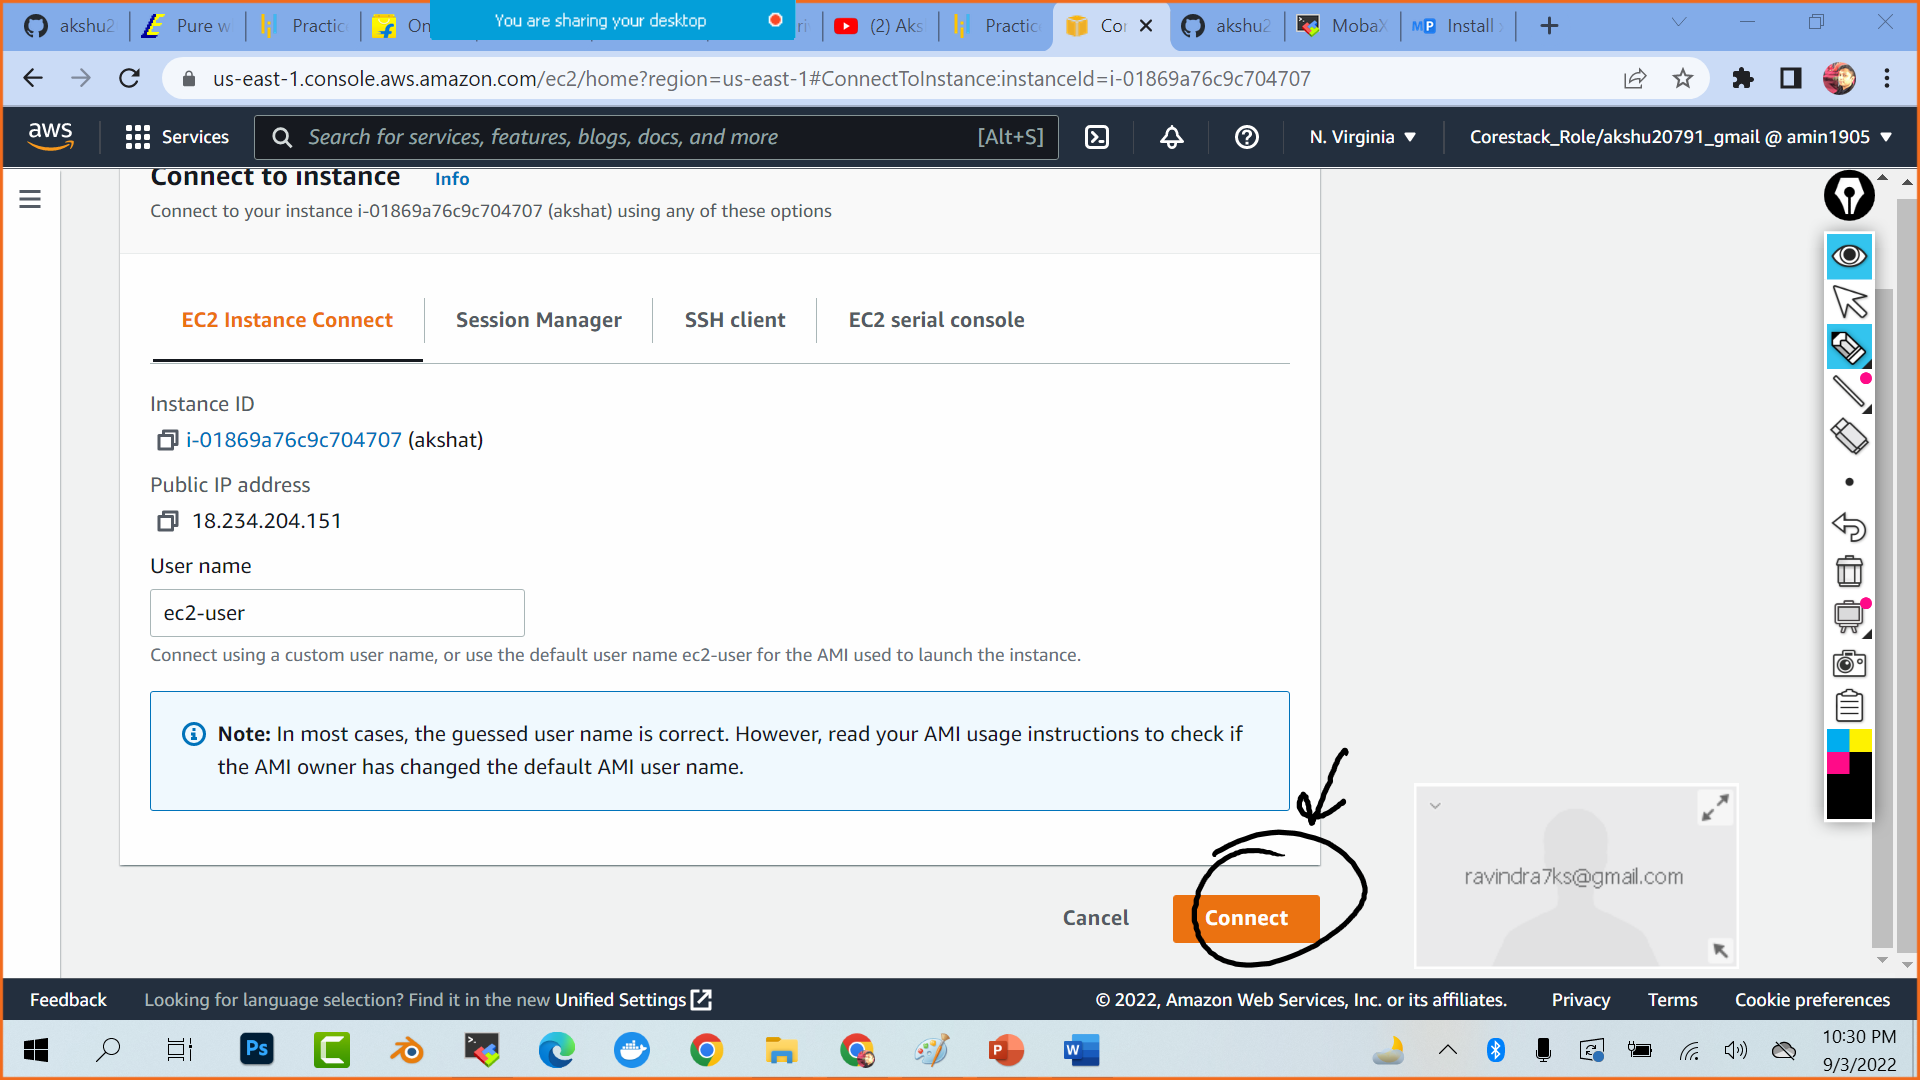 akshu2
Pure w
Practic
On
You are sharing your desktop
(2) Aks
Practic
Con
akshu2
MobaX
Install
us-east-1.console.aws.amazon.com/ec2/home?region=us-east-1#ConnectToInstance:instanceId=i-01869a76c9c704707
aws
Services
Search for services, features, blogs, docs, and more
[Alt+S]
N. Virginia
Corestack_Role/akshu20791_gmail @ amin1905
Connect to instance Info
Connect to your instance i-01869a76c9c704707 (akshat) using any of these options
EC2 Instance Connect
Session Manager
SSH client
EC2 serial console
Instance ID
i-01869a76c9c704707 (akshat)
Public IP address
18.234.204.151
User name
ec2-user
Connect using a custom user name, or use the default user name ec2-user for the AMI used to launch the instance.
Note: In most cases, the guessed user name is correct. However, read your AMI usage instructions to check if
the AMI owner has changed the default AMI user name.
ravindra7ks@gmail.com
Cancel
Connect
Feedback
Looking for language selection? Find it in the new Unified Settings
© 2022, Amazon Web Services, Inc. or its affiliates.
Privacy
Terms
Cookie preferences
Ps
C
P
W
10:30 PM
9/3/2022